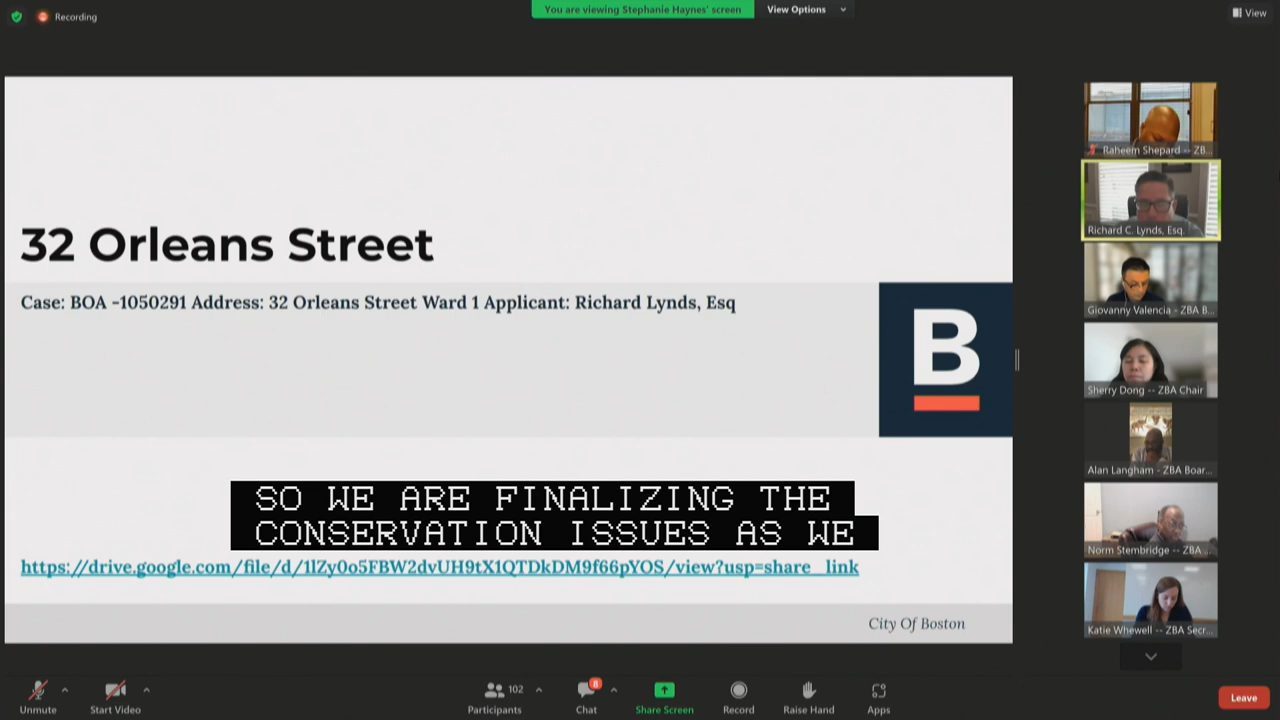 Recording
You are viewing Stephanie Haynes' screen
View Options
View
32 Orleans Street
Case: BOA -1050291 Address: 32 Orleans Street Ward 1 Applicant: Richard Lynds, Esq
B
SO WE ARE FINALIZING THE
CONSERVATION ISSUES AS WE
https://drive.google.com/file/d/1lZy0o5FBW2dvUH9tX1QTDkDM9f66pYOS/view?usp=share_link
City Of Boston
Raheem Shepard -- ZB...
Richard C. Lynds, Esq.
Giovanny Valencia - ZBA B...
Sherry Dong -- ZBA Chair
Alan Langham - ZBA Boar...
Norm Stembridge -- ZBA ...
Katie Whewell -- ZBA Secr...
Unmute
Start Video
102
Participants
8
Chat
Share Screen
Record
Raise Hand
Apps
Leave